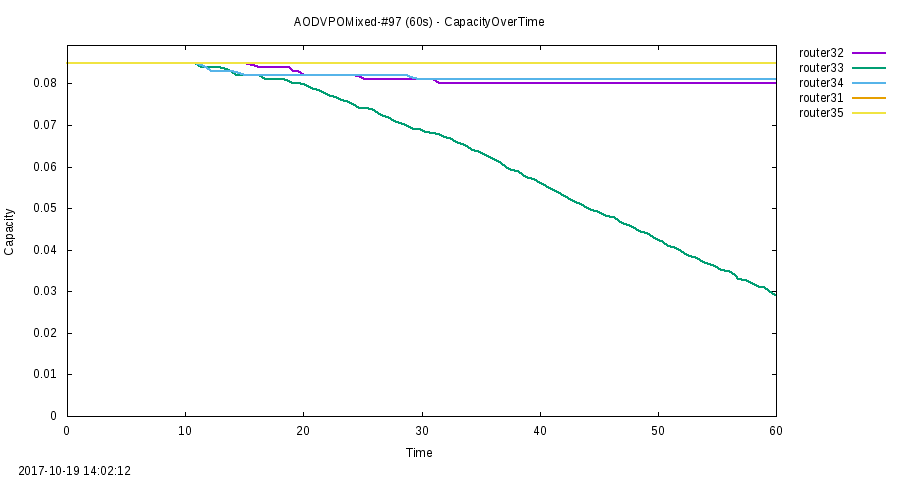 AODVPOMixed-#97 (60s) - CapacityOverTime
router32
router33
router34
router31
router35
0.08
0.07
0.06
0.05
0.04
0.03
0.02
0.01
0
Capacity
0 10 20 30 40 50 60
Time
2017-10-19 14:02:12